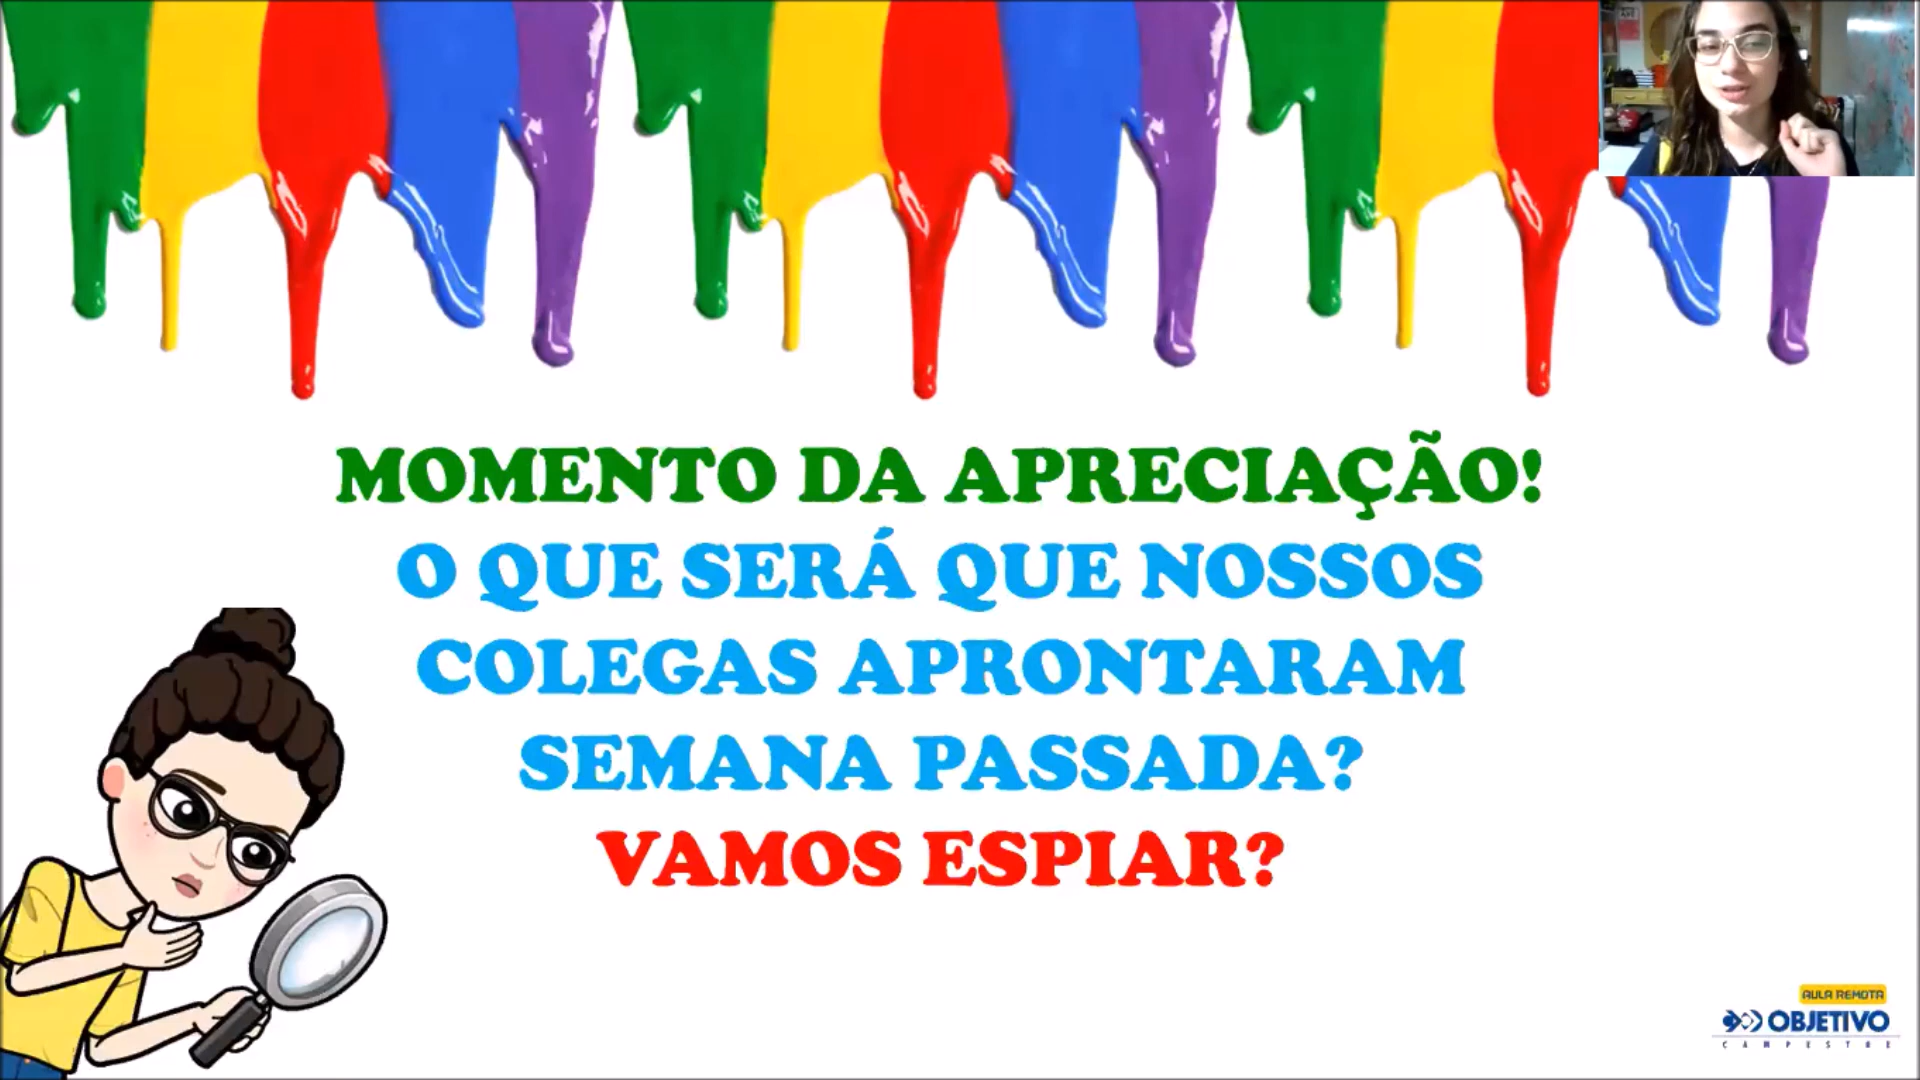 MOMENTO DA APRECIAÇÃO!
O QUE SERÁ QUE NOSSOS
COLEGAS APRONTARAM
SEMANA PASSADA?
VAMOS ESPIAR?
AULA REMOTA
OBJETIVO
CAMPESTRE